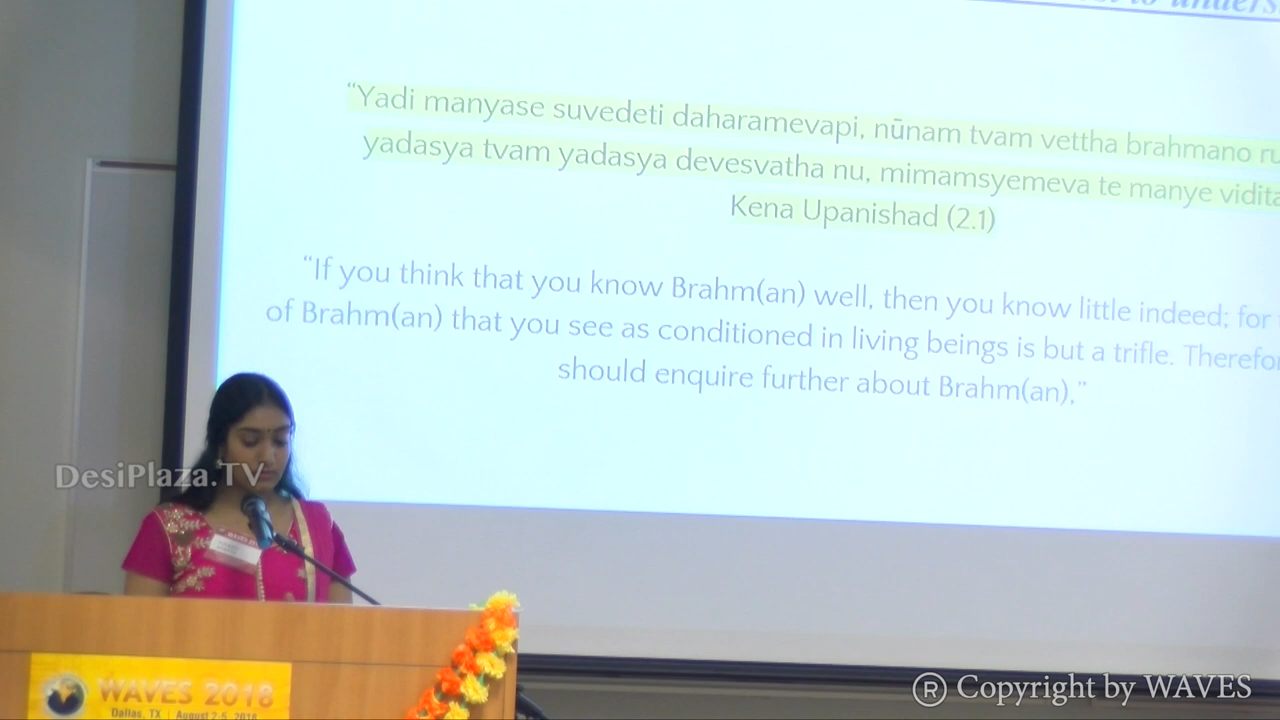 to unders
“Yadi manyase suvedeti daharamevapi, nūnam tvam vettha brahmano ru
yadasya tvam yadasya devesvatha nu, mimamsyemeva te manye vidita
Kena Upanishad (2.1)
“If you think that you know Brahm(an) well, then you know little indeed; for
of Brahm(an) that you see as conditioned in living beings is but a trifle. Therefo
should enquire further about Brahm(an),”
DesiPlaza.TV
WAVES 2018
Dallas, TX | August 2-5, 2018
® Copyright by WAVES